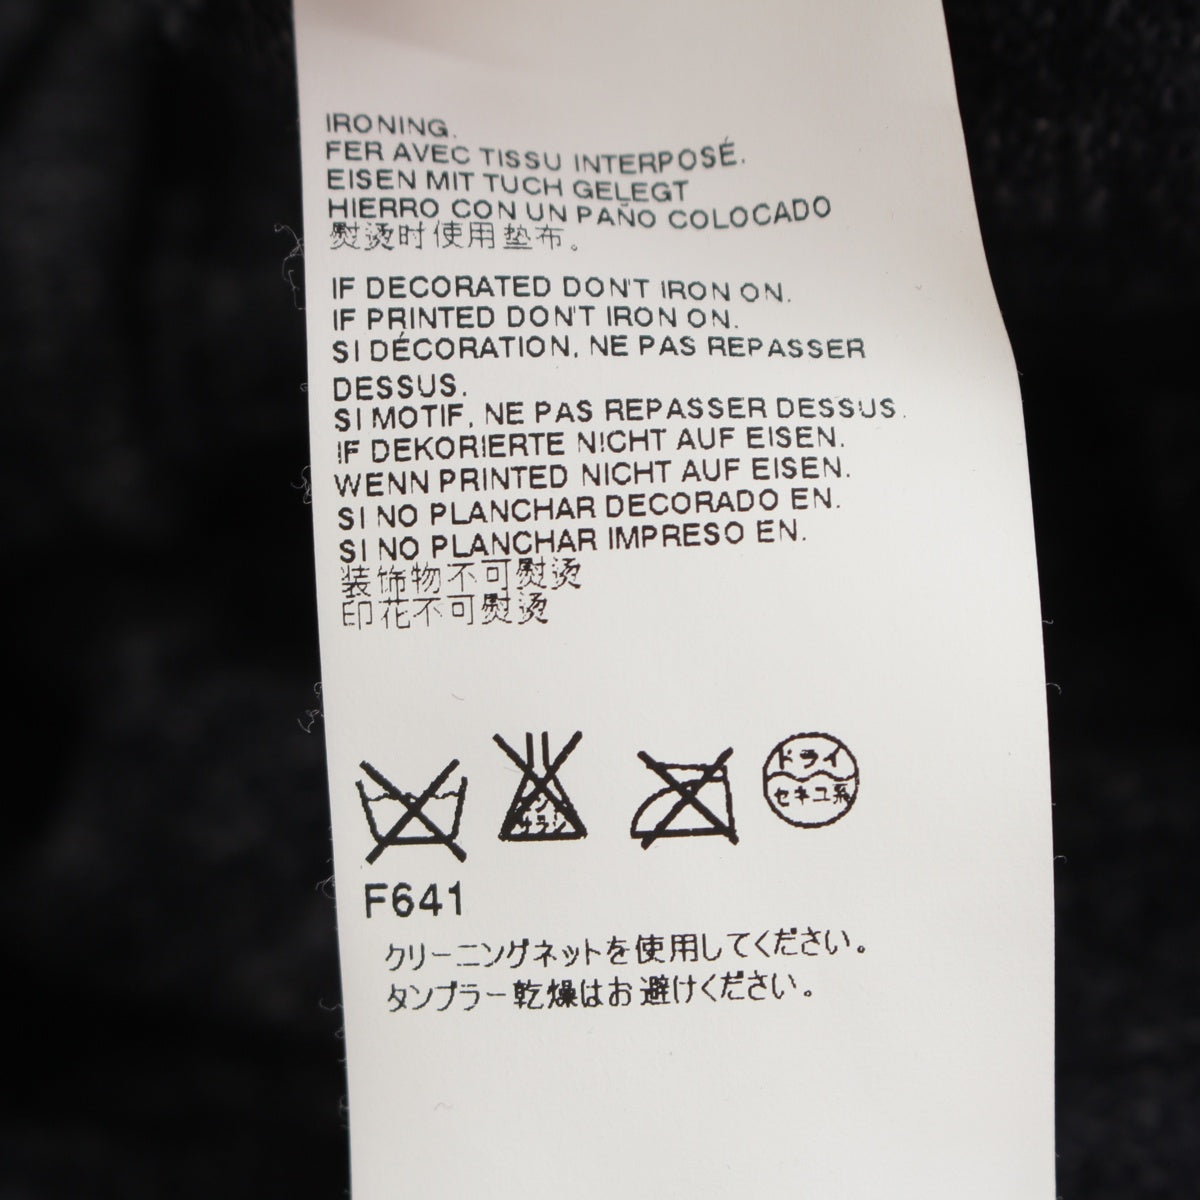 IRONING.
FER AVEC TISSU INTERPOSÉ.
EISEN MIT TUCH GELEGT
HIERRO CON UN PAÑO COLOCADO
熨烫时使用垫布。
IF DECORATED DON'T IRON ON.
IF PRINTED DON'T IRON ON.
SI DÉCORATION, NE PAS REPASSER
DESSUS.
SI MOTIF, NE PAS REPASSER DESSUS.
IF DEKORIERTE NICHT AUF EISEN.
WENN PRINTED NICHT AUF EISEN.
SI NO PLANCHAR DECORADO EN.
SI NO PLANCHAR IMPRESO EN.
装饰物不可熨烫
印花不可熨烫
ドライ
セキユ系
F641
クリーニングネットを使用してください。
タンブラー乾燥はお避けください。